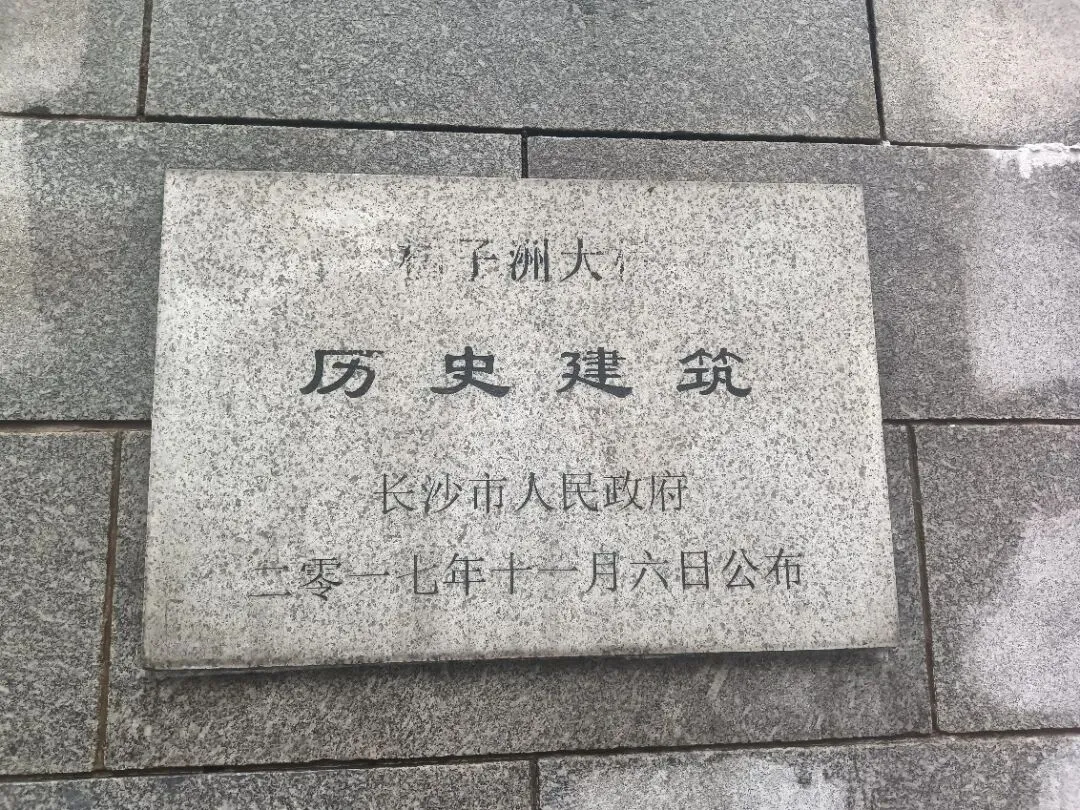 子洲大
历史建筑
长沙市人民政府
二零一七年十一月六日公布